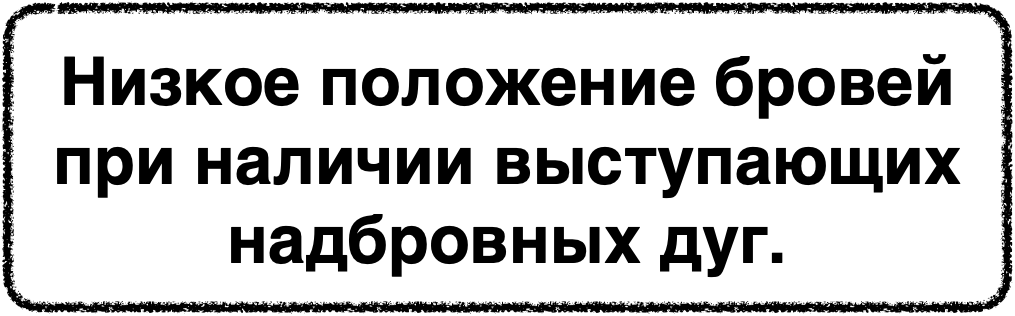 Низкое положение бровей
при наличии выступающих
надбровных дуг.